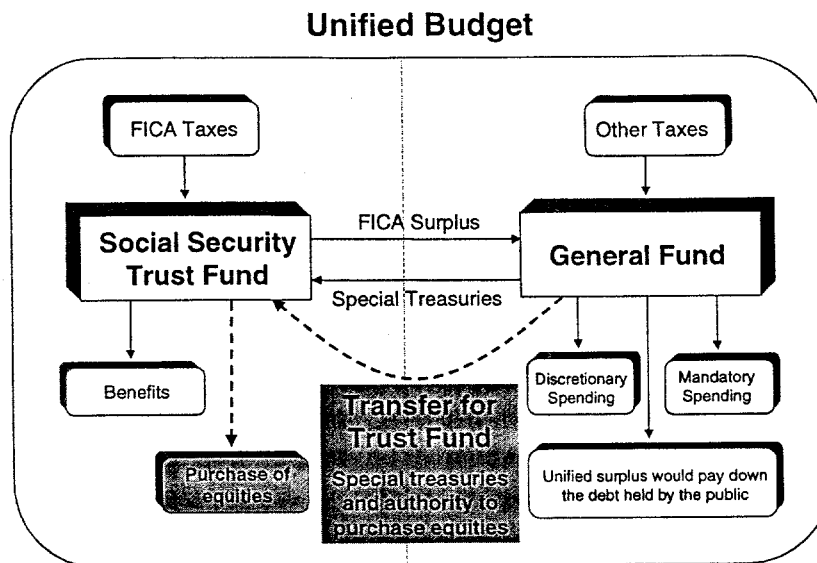 Unified Budget
FICA Taxes
Other Taxes
FICA Surplus
Social Security
Trust Fund
General Fund
Special Treasuries
Benefits
Discretionary
Spending
Mandatory
Spending
Transfer for
Trust Fund
Special treasuries
and authority to
purchase equities
Purchase of
equities
Unified surplus would pay down
the debt held by the public